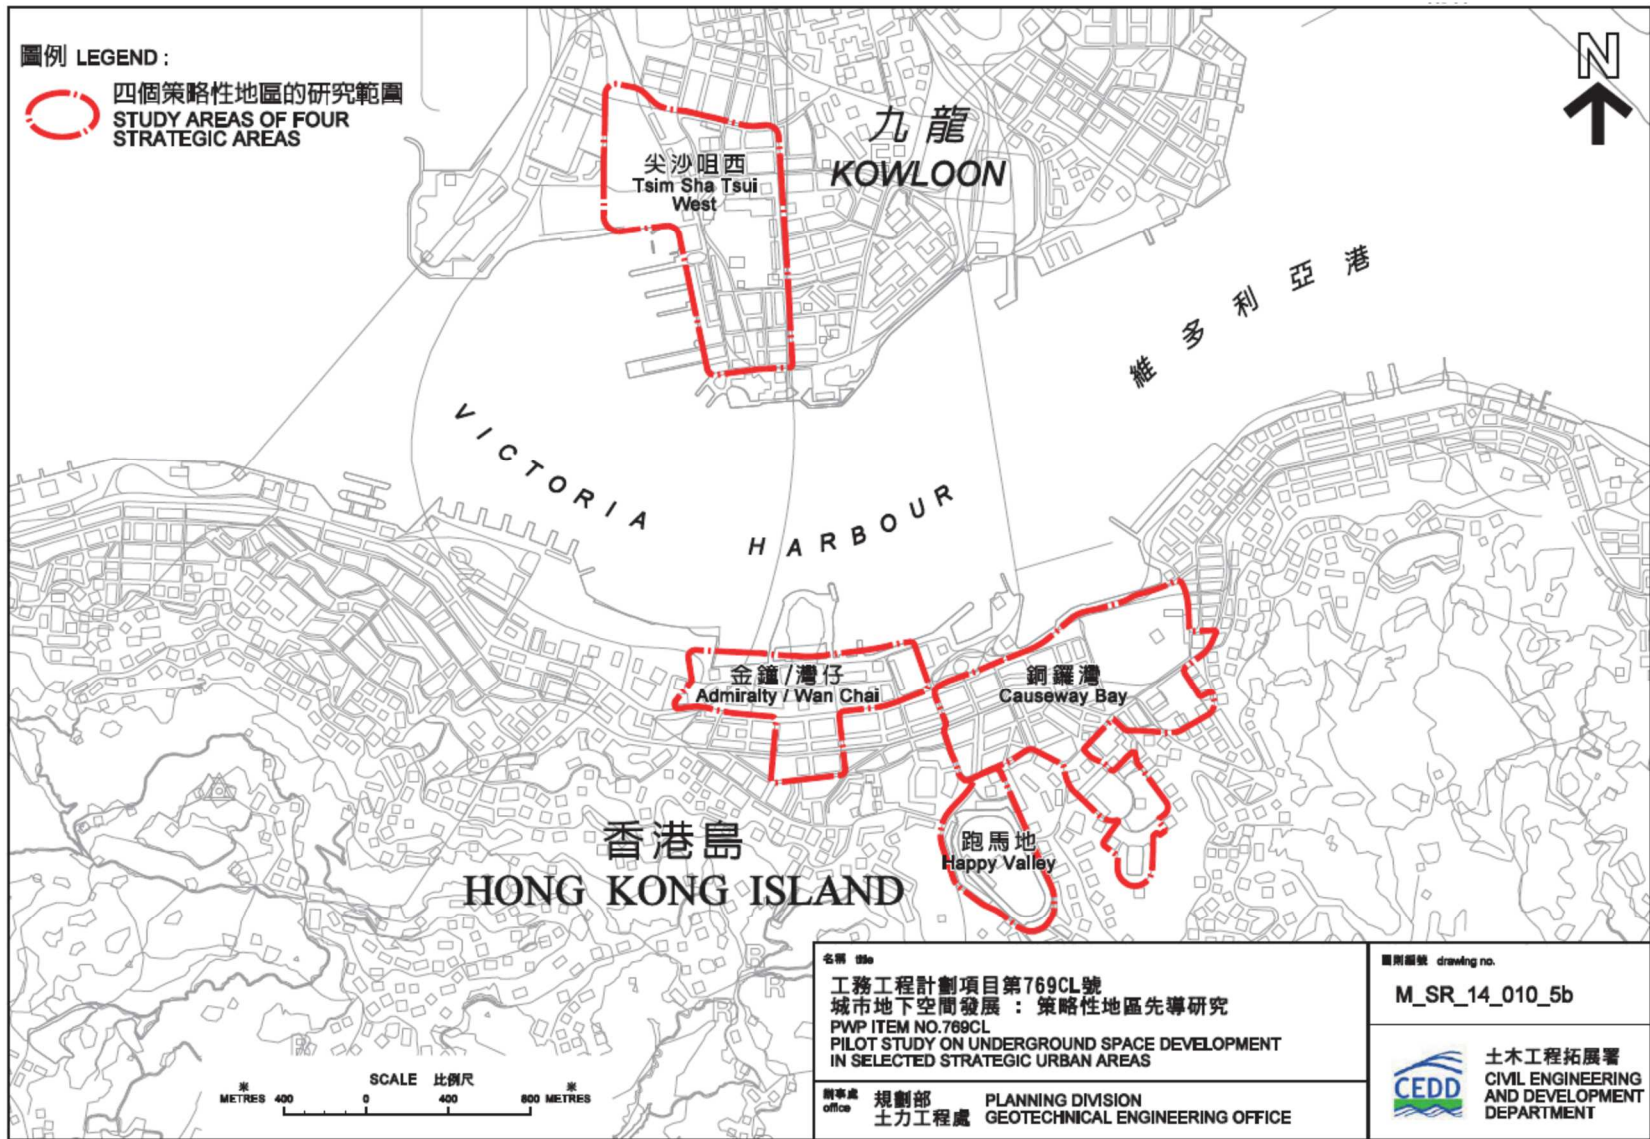 圖例 LEGEND :
四個策略性地區的研究範圍
STUDY AREAS OF FOUR
STRATEGIC AREAS
N
九龍
KOWLOON
尖沙咀西
Tsim Sha Tsui
West
維多利亞港
VICTORIA HARBOUR
金鐘/灣仔
Admiralty / Wan Chai
銅鑼灣
Causeway Bay
跑馬地
Happy Valley
香港島
HONG KONG ISLAND
SCALE 比例尺
米 METRES 400 0 400 800 METRES 米
名稱 title
工務工程計劃項目第769CL號
城市地下空間發展 : 策略性地區先導研究
PWP ITEM NO.769CL
PILOT STUDY ON UNDERGROUND SPACE DEVELOPMENT
IN SELECTED STRATEGIC URBAN AREAS
圖則編號 drawing no.
M_SR_14_010_5b
辦事處 office
規劃部 PLANNING DIVISION
土力工程處 GEOTECHNICAL ENGINEERING OFFICE
CEDD
土木工程拓展署
CIVIL ENGINEERING
AND DEVELOPMENT
DEPARTMENT